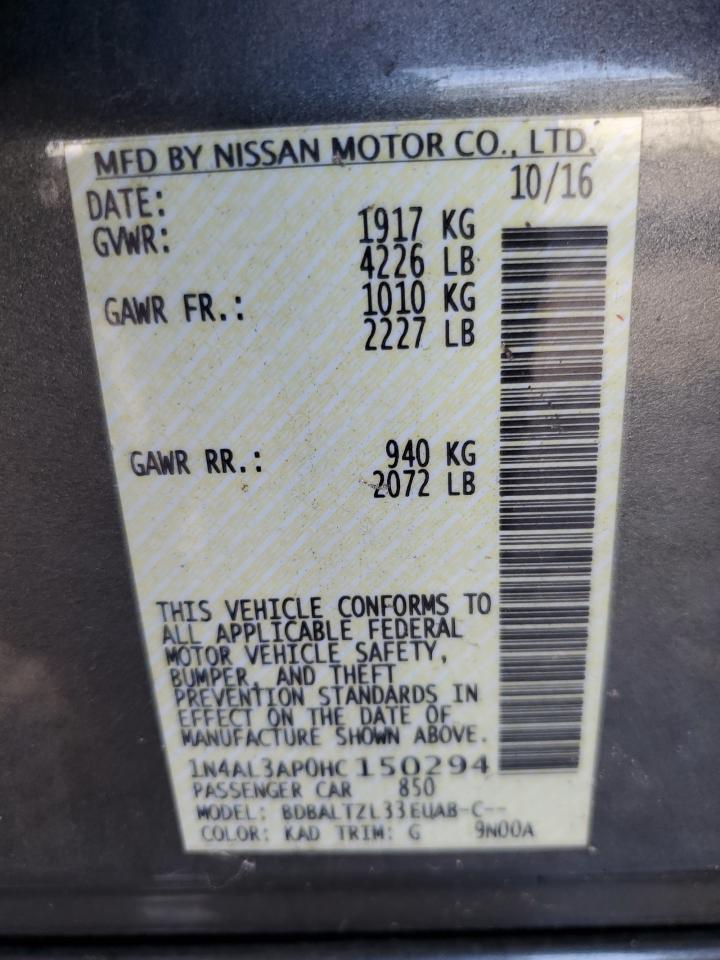 MFD BY NISSAN MOTOR CO., LTD.
DATE: 10/16
GVWR: 1917 KG
4226 LB
GAWR FR.: 1010 KG
2227 LB
GAWR RR.: 940 KG
2072 LB
THIS VEHICLE CONFORMS TO
ALL APPLICABLE FEDERAL
MOTOR VEHICLE SAFETY,
BUMPER, AND THEFT
PREVENTION STANDARDS IN
EFFECT ON THE DATE OF
MANUFACTURE SHOWN ABOVE.
1N4AL3AP0HC150294
PASSENGER CAR 850
MODEL: BDBALTZL33EUAB-C--
COLOR: KAD TRIM: G 9N00A